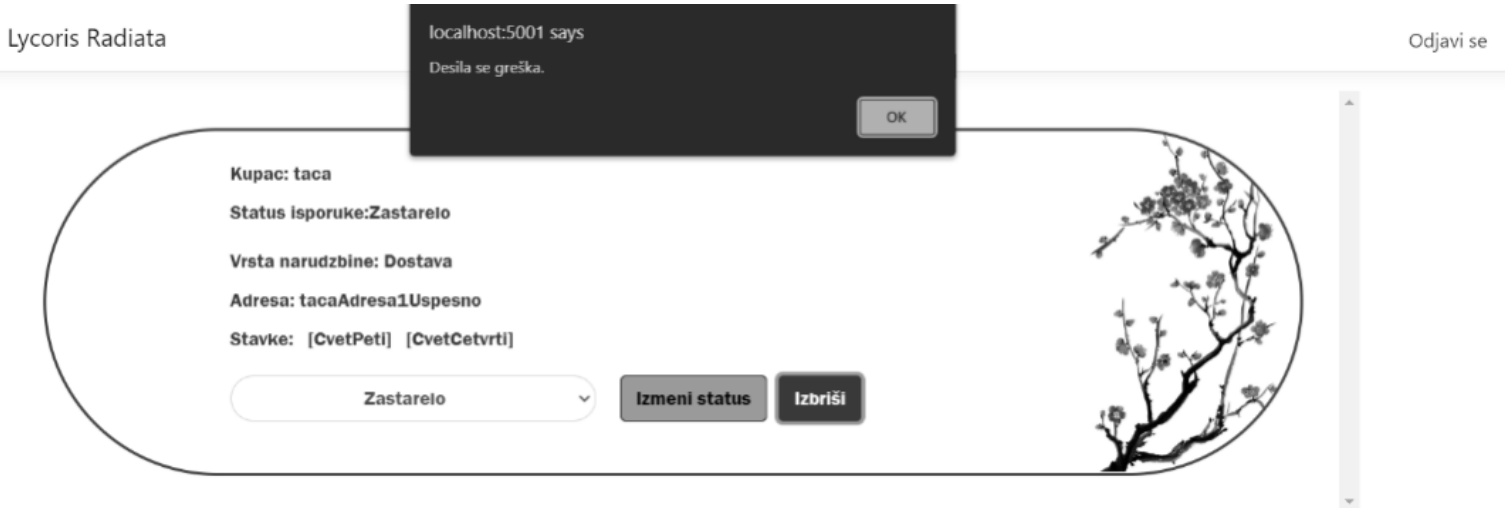 Lycoris Radiata
localhost:5001 says
Desila se greška.
OK
Odjavi se
Kupac: taca
Status isporuke:Zastarelo
Vrsta narudzbine: Dostava
Adresa: tacaAdresa1Uspesno
Stavke: [CvetPeti] [CvetCetvrti]
Zastarelo
Izmeni status
Izbriši